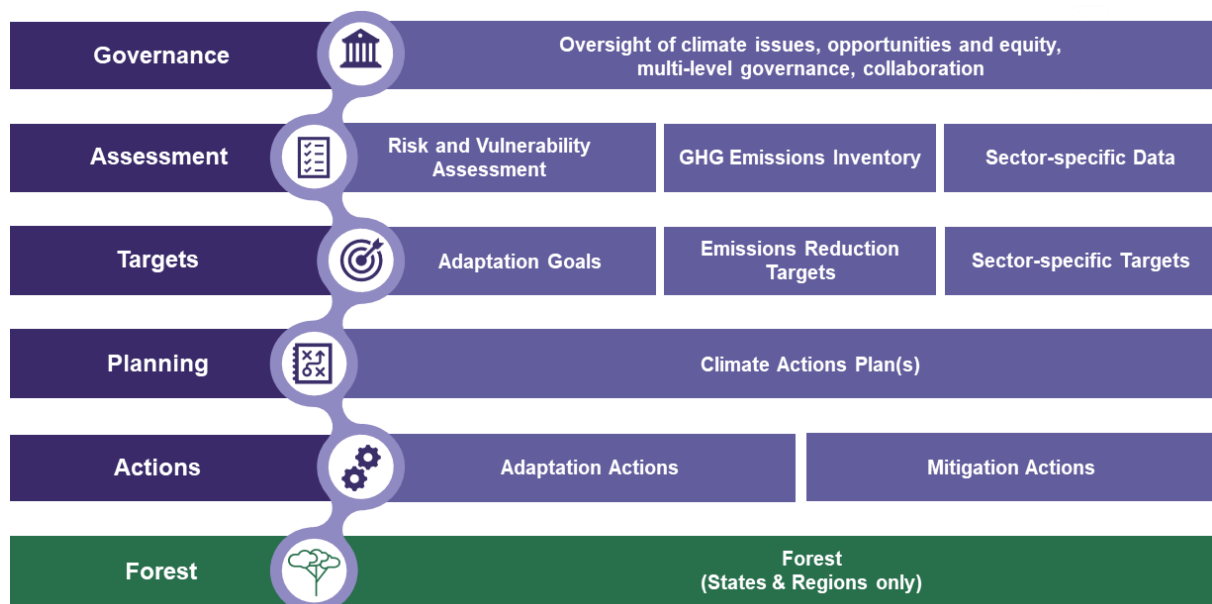 Governance
Oversight of climate issues, opportunities and equity,
multi-level governance, collaboration
Assessment
Risk and Vulnerability
Assessment
GHG Emissions Inventory
Sector-specific Data
Targets
Adaptation Goals
Emissions Reduction
Targets
Sector-specific Targets
Planning
Climate Actions Plan(s)
Actions
Adaptation Actions
Mitigation Actions
Forest
Forest
(States & Regions only)